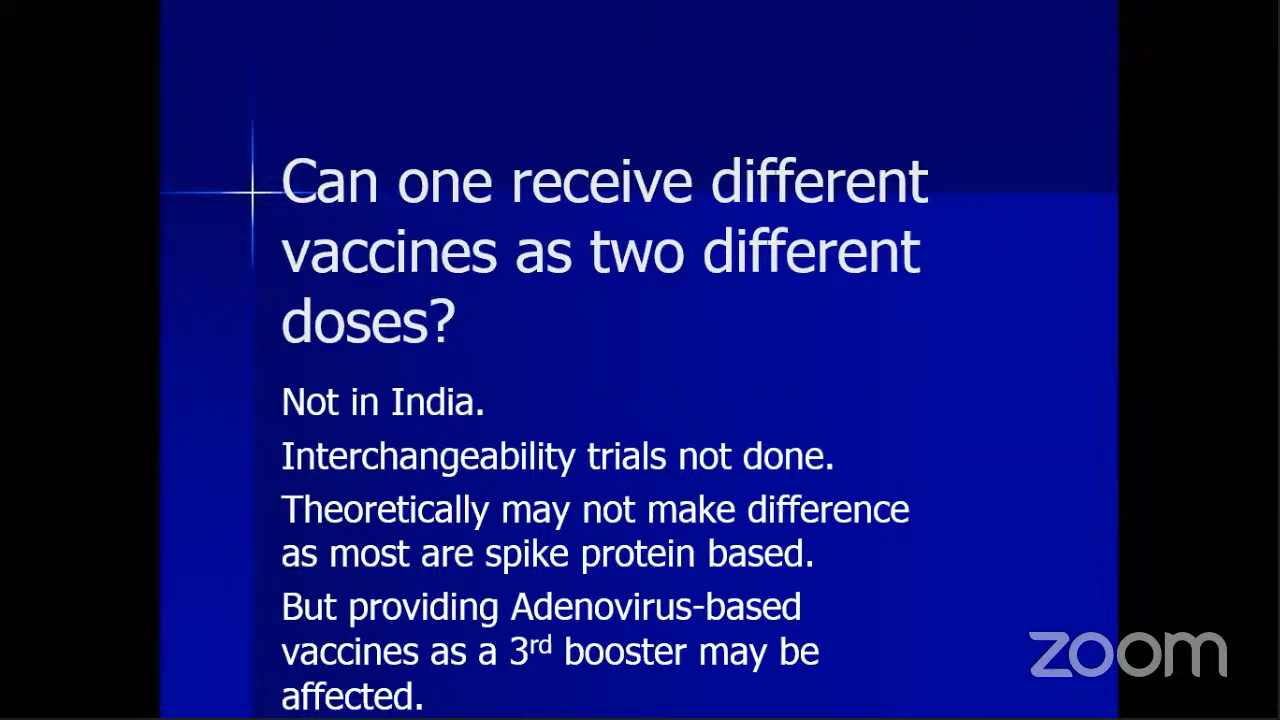 Can one receive different
vaccines as two different
doses?
Not in India.
Interchangeability trials not done.
Theoretically may not make difference
as most are spike protein based.
But providing Adenovirus-based
vaccines as a 3rd booster may be
affected.
zoom